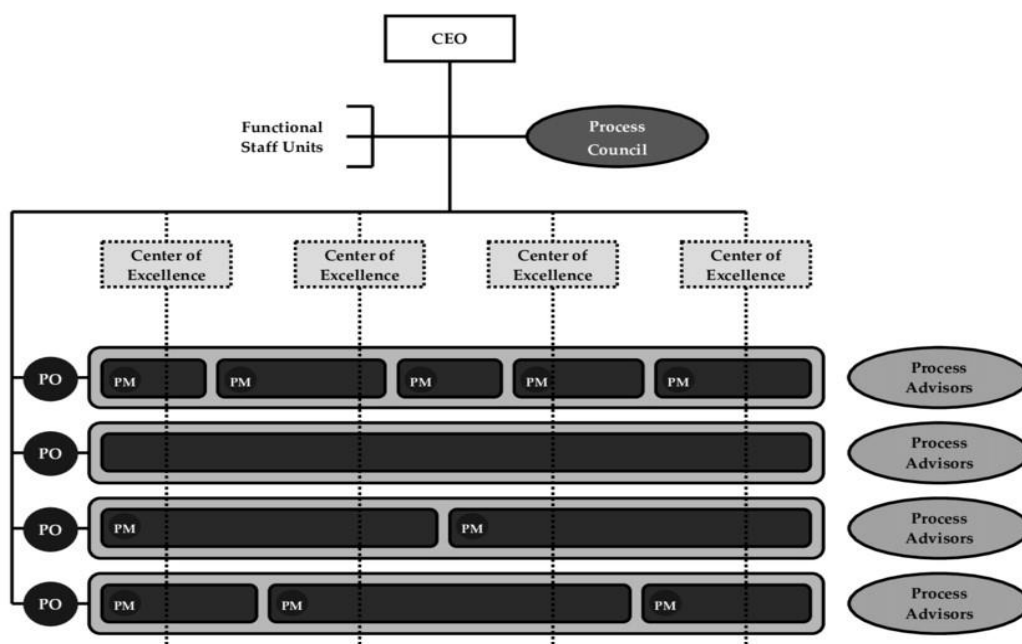 CEO
Functional
Staff Units
Process
Council
Center of
Excellence
Center of
Excellence
Center of
Excellence
Center of
Excellence
PO
PM
PM
PM
PM
PM
Process
Advisors
PO
Process
Advisors
PO
PM
PM
Process
Advisors
PO
PM
PM
PM
Process
Advisors